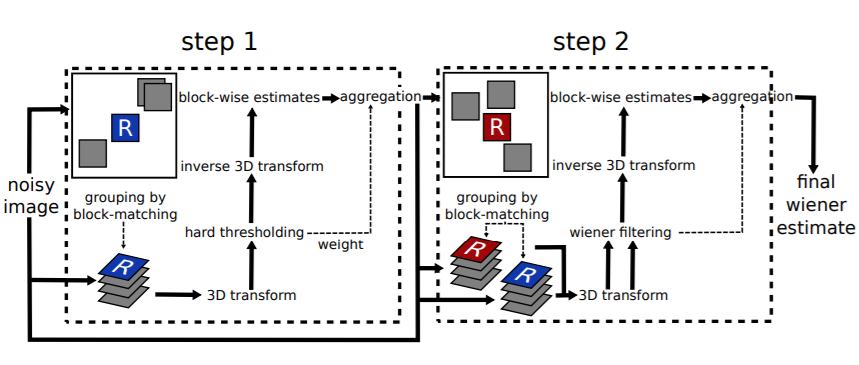 step 1
step 2
block-wise estimates
aggregation
block-wise estimates
aggregation
R
R
inverse 3D transform
inverse 3D transform
noisy
image
final
wiener
estimate
grouping by
block-matching
grouping by
block-matching
hard thresholding
weight
wiener filtering
R
R
R
3D transform
3D transform